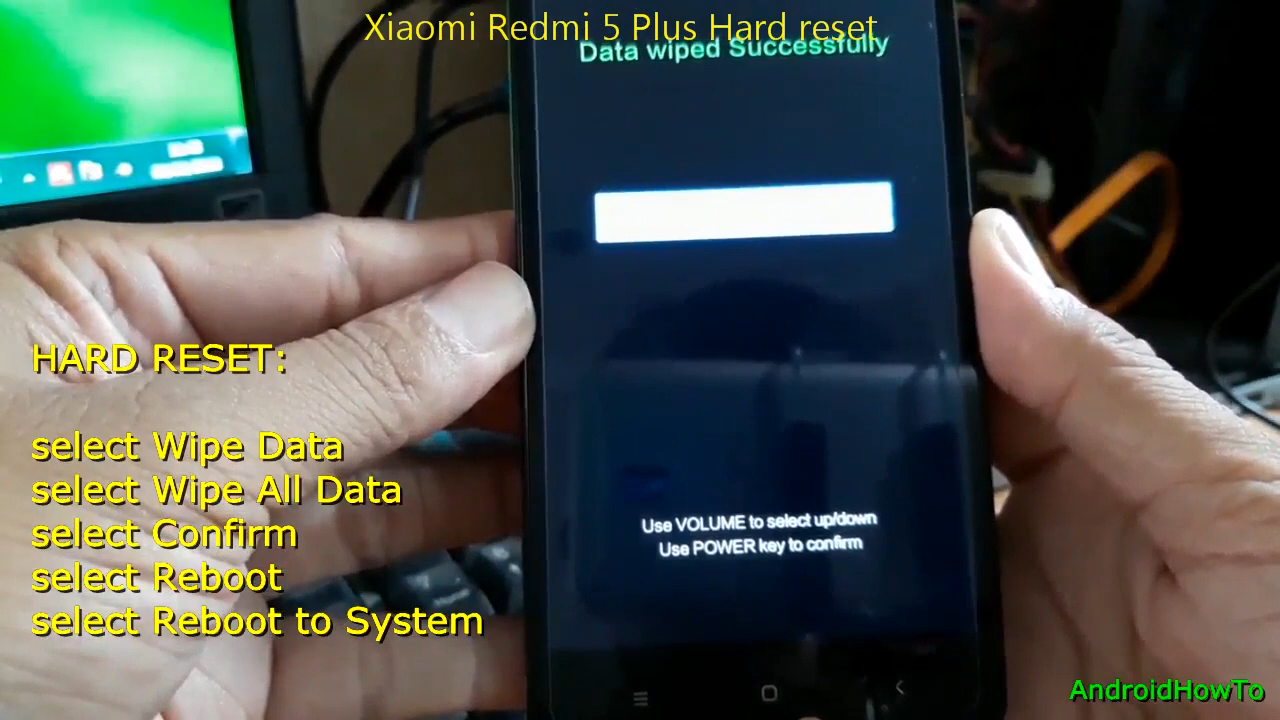 Xiaomi Redmi 5 Plus Hard reset
Data wiped Successfully
HARD RESET:
select Wipe Data
select Wipe All Data
select Confirm
select Reboot
select Reboot to System
Use VOLUME to select up/down
Use POWER key to confirm
AndroidHowTo